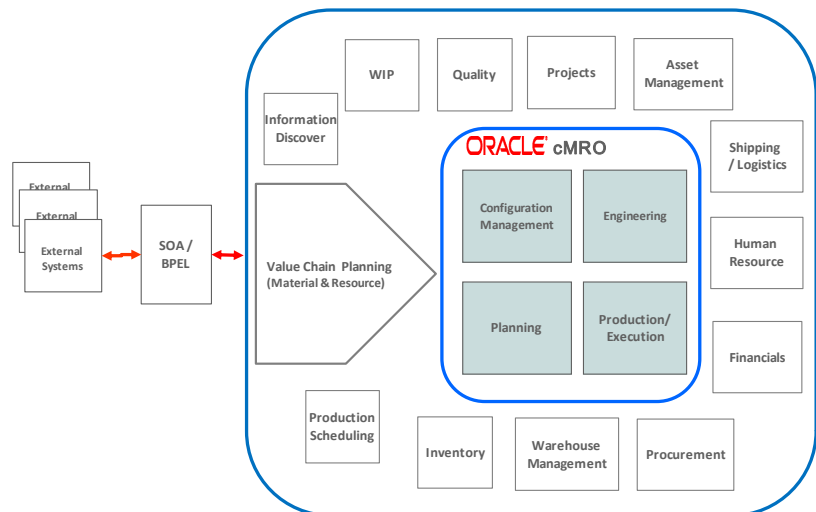 WIP
Quality
Projects
Asset
Management
Information
Discover
ORACLE' cMRO
Shipping
/ Logistics
External
External
External
Systems
SOA /
BPEL
Value Chain Planning
(Material & Resource)
Configuration
Management
Engineering
Human
Resource
Planning
Production/
Execution
Financials
Production
Scheduling
Inventory
Warehouse
Management
Procurement